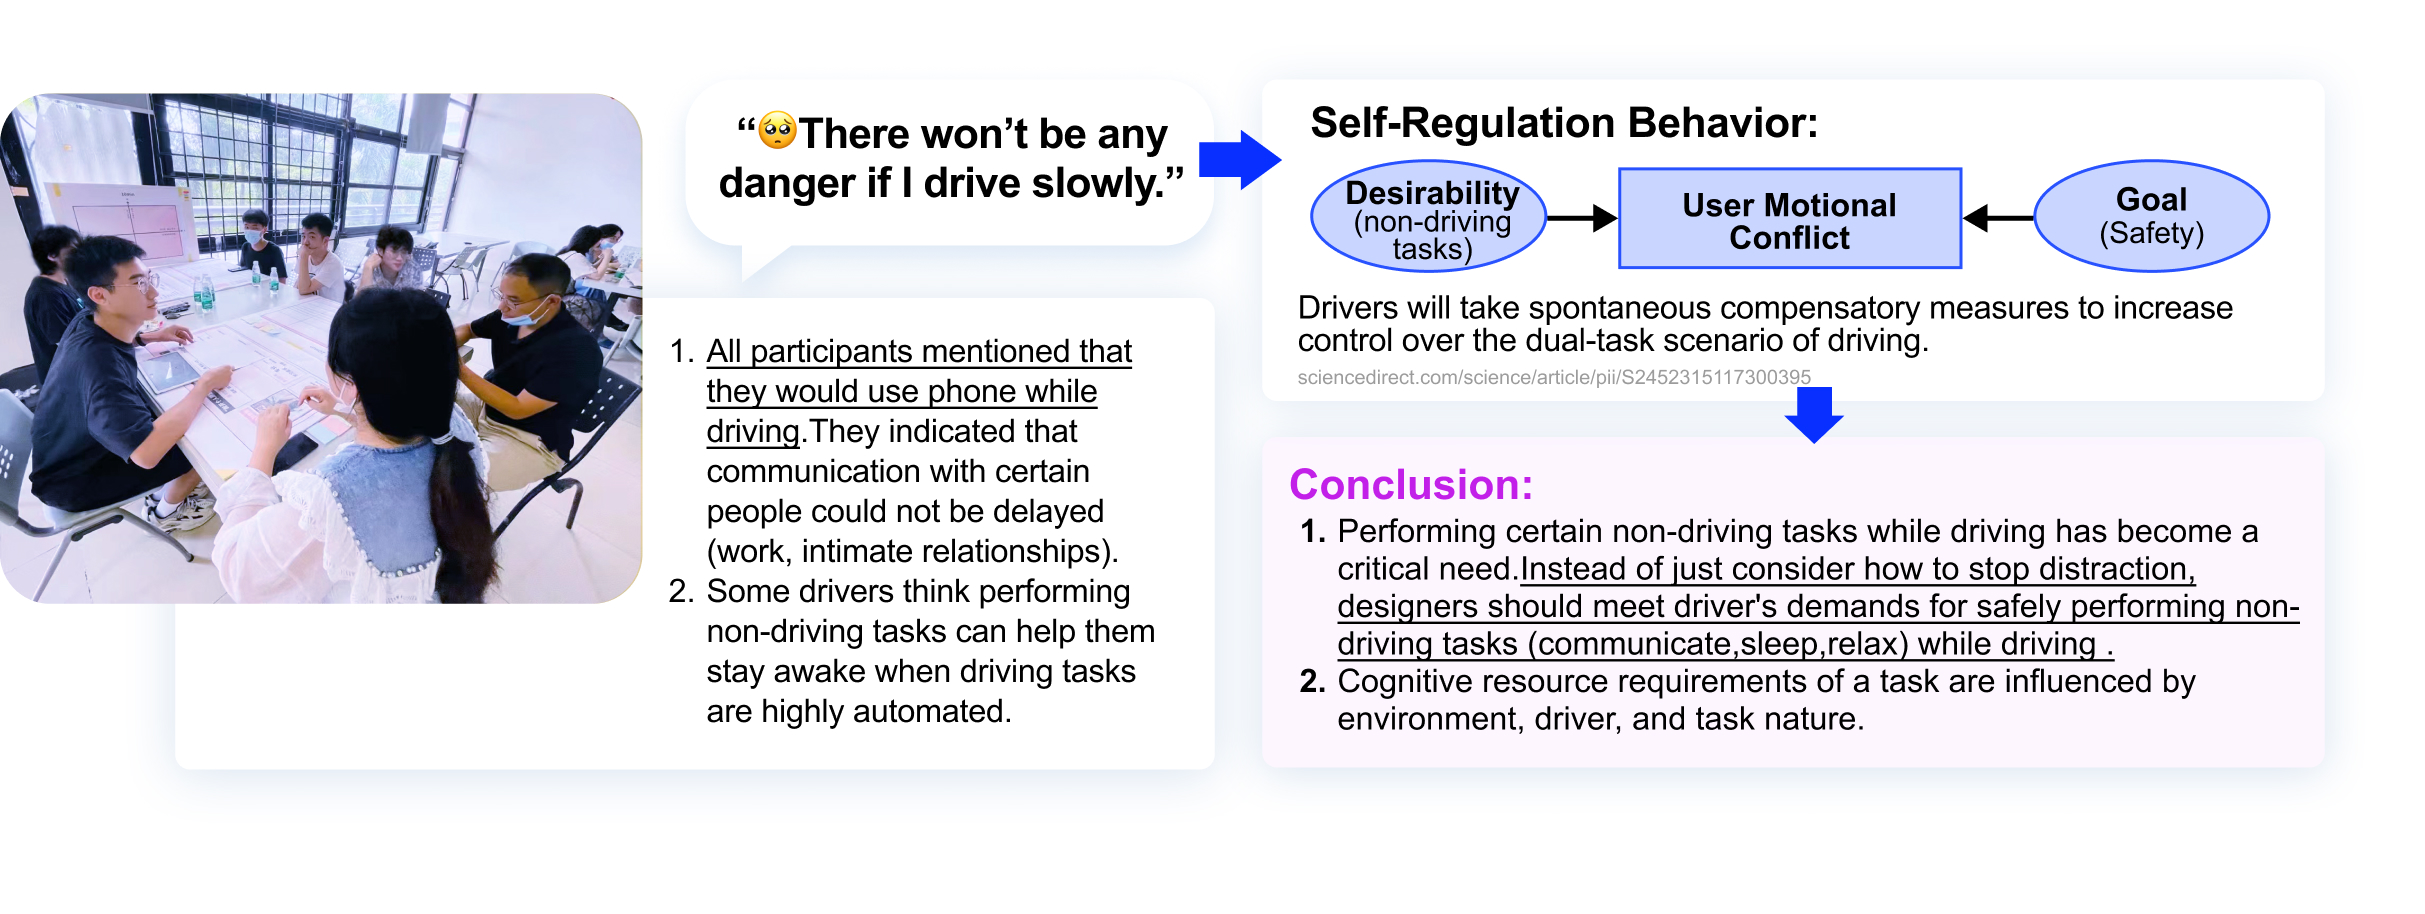 “🥺There won’t be any
danger if I drive slowly.”
1. All participants mentioned that
they would use phone while
driving.They indicated that
communication with certain
people could not be delayed
(work, intimate relationships).
2. Some drivers think performing
non-driving tasks can help them
stay awake when driving tasks
are highly automated.
Self-Regulation Behavior:
Desirability
(non-driving
tasks)
User Motional
Conflict
Goal
(Safety)
Drivers will take spontaneous compensatory measures to increase
control over the dual-task scenario of driving.
sciencedirect.com/science/article/pii/S2452315117300395
Conclusion:
1. Performing certain non-driving tasks while driving has become a
critical need.Instead of just consider how to stop distraction,
designers should meet driver's demands for safely performing non-
driving tasks (communicate,sleep,relax) while driving .
2. Cognitive resource requirements of a task are influenced by
environment, driver, and task nature.